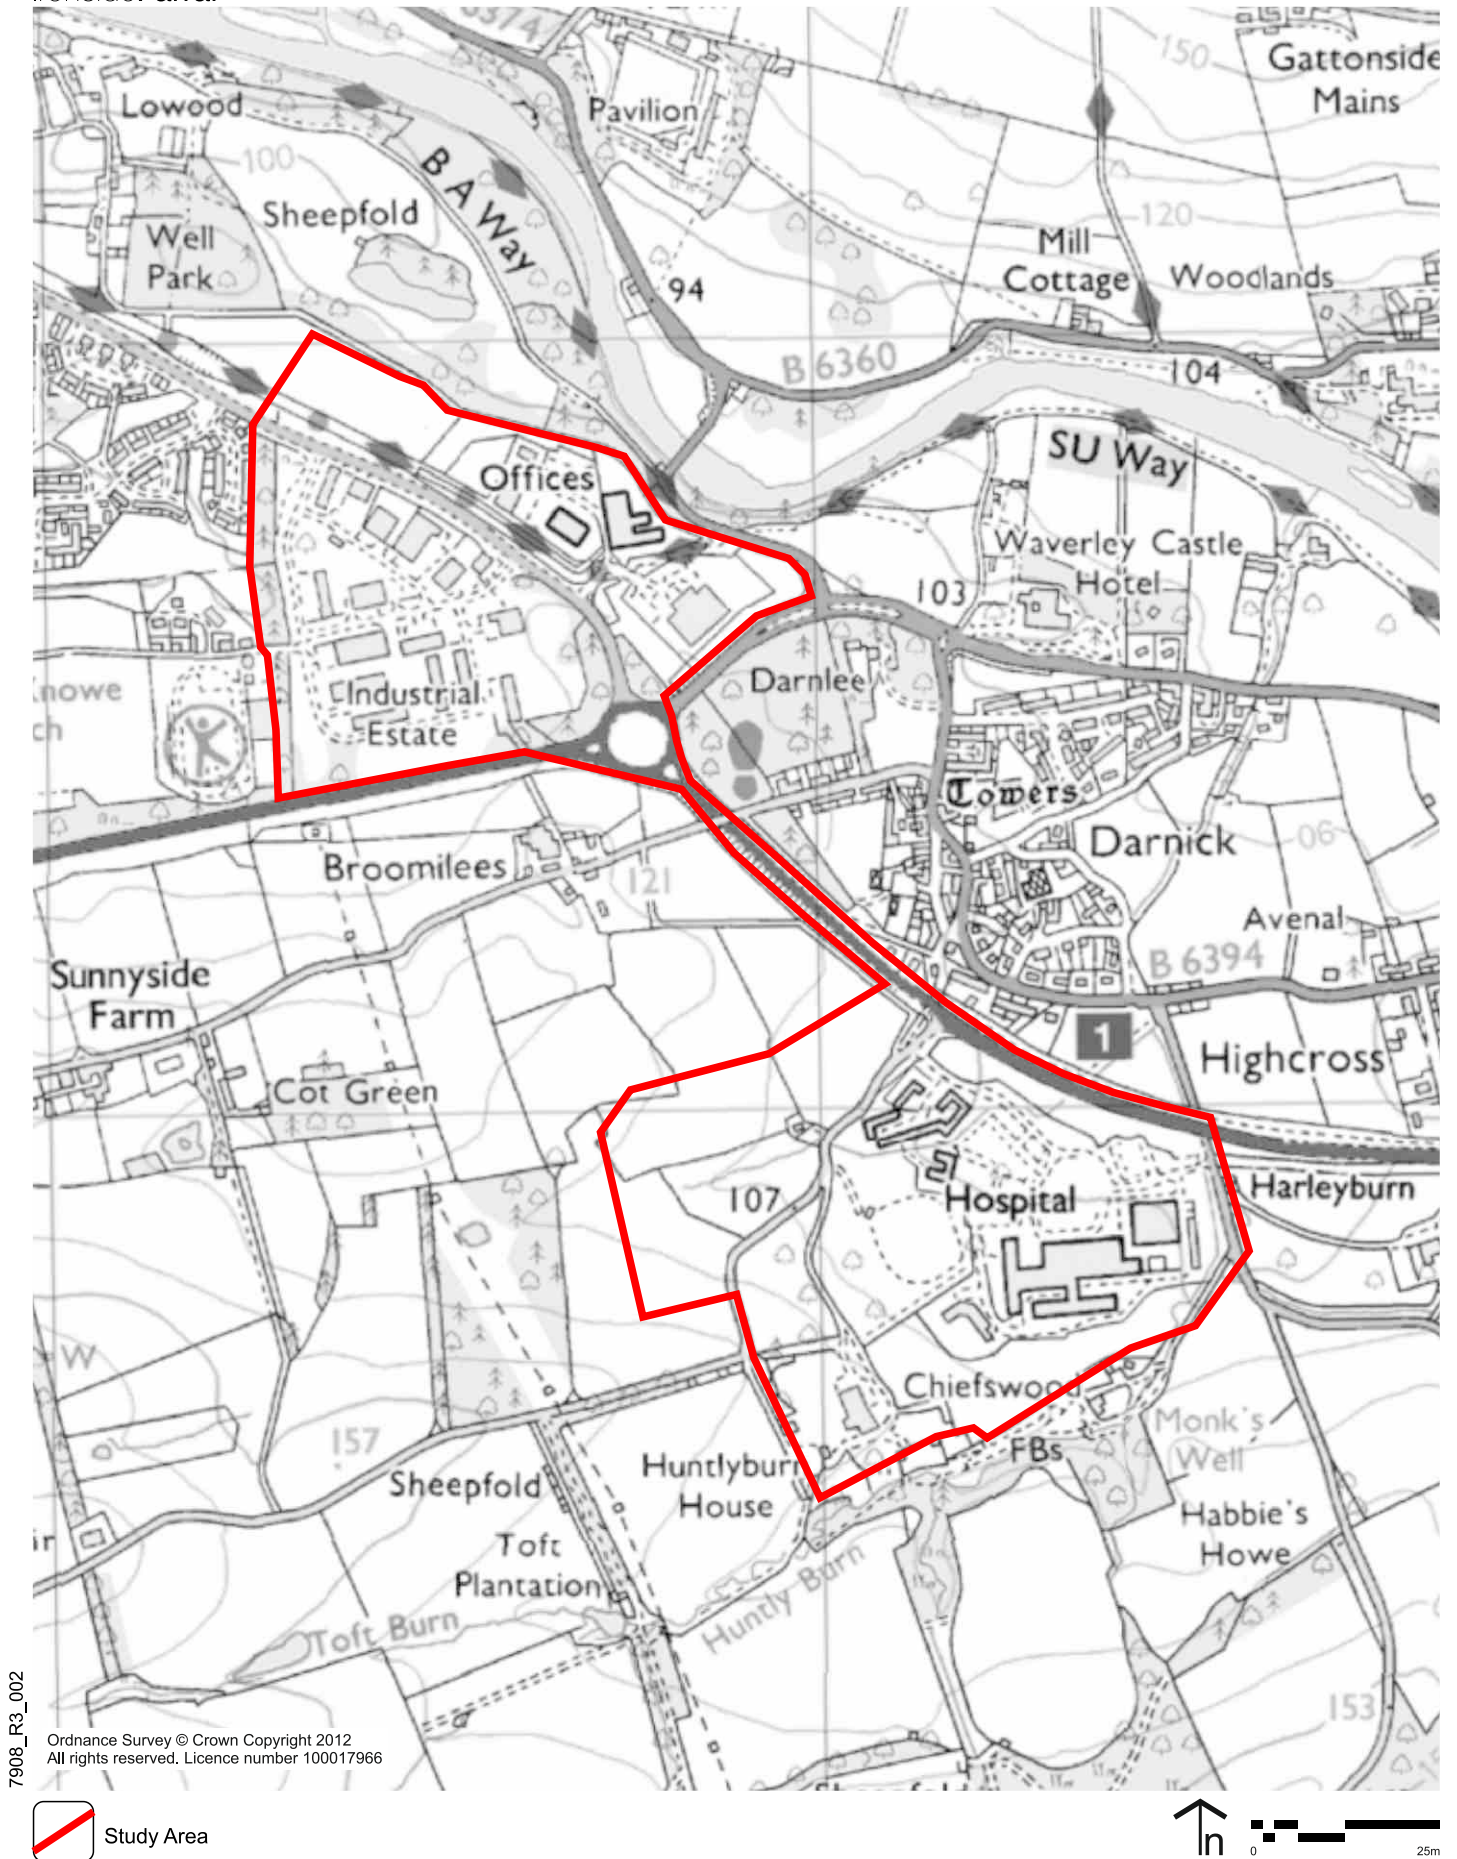 Gattonside
Mains
150
Lowood
Pavilion
100
B A Way
Sheepfold
120
Well
Park
Mill
Cottage
Woodlands
94
B 6360
104
SU Way
Offices
Waverley Castle
Hotel
103
Darnlee
Industrial
Estate
Towers
Darnick
06
Broomilees
121
Avenal
B 6394
Sunnyside
Farm
1
Highcross
Cot Green
107
Hospital
Harleyburn
W
Chiefswood
Monk's
Well
157
FBs
Sheepfold
Huntlyburn
House
Habbie's
Howe
Toft
Plantation
Huntly Burn
Toft Burn
153
7908_R3_002
Ordnance Survey © Crown Copyright 2012
All rights reserved. Licence number 100017966
Study Area
n
0
25m